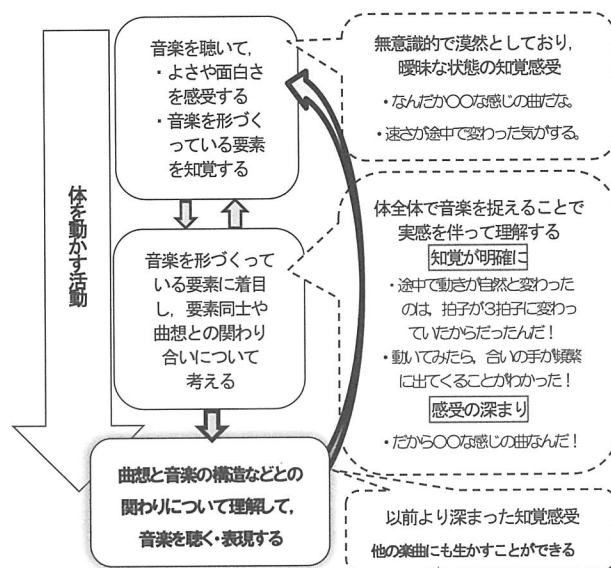 音楽を聴いて，
・よさや面白さ
を感受する
・音楽を形づく
っている要素
を知覚する
無意識的で漠然としており，
曖昧な状態の知覚感受
・なんだか〇〇な感じの曲だな。
・速さが途中で変わった気がする。
体を動かす活動
音楽を形づくって
いる要素に着目
し，要素同士や
曲想との関わり
合いについて
考える
体全体で音楽を捉えることで
実感を伴って理解する
知覚が明確に
・途中で動きが自然と変わった
のは，拍子が３拍子に変わっ
ていたからだったんだ！
・動いてみたら，合いの手が頻繁
に出てくることがわかった！
感受の深まり
・だから〇〇な感じの曲なんだ！
曲想と音楽の構造などとの
関わりについて理解して，
音楽を聴く・表現する
以前より深まった知覚感受
他の楽曲にも生かすことができる